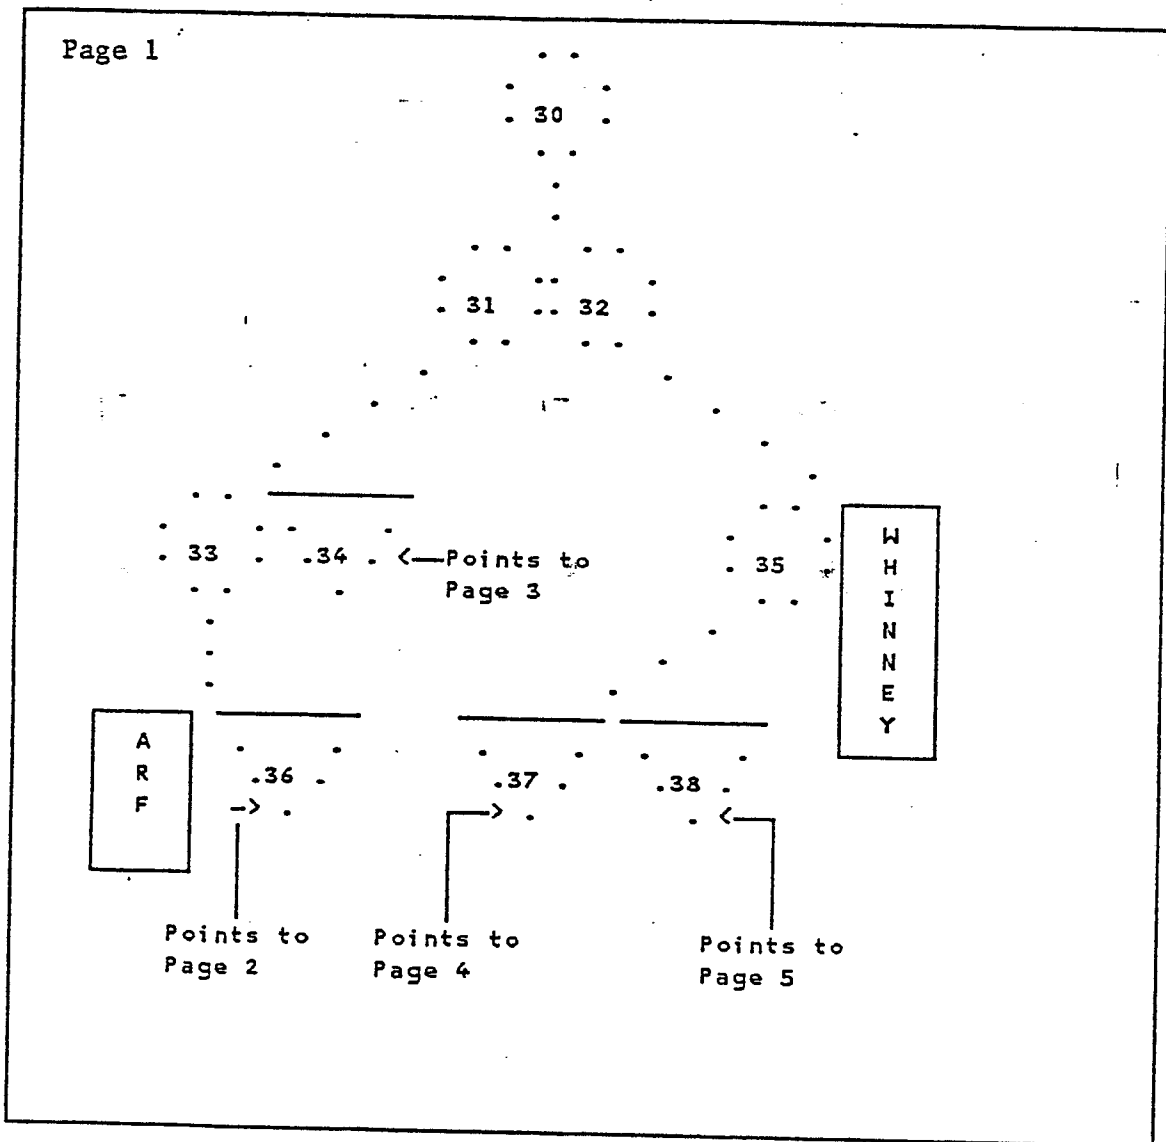 Page 1
30
31 32
33 34 <—Points to
Page 3
35
W
H
I
N
N
E
Y
A
R
F
36 37 38
Points to
Page 2
Points to
Page 4
Points to
Page 5